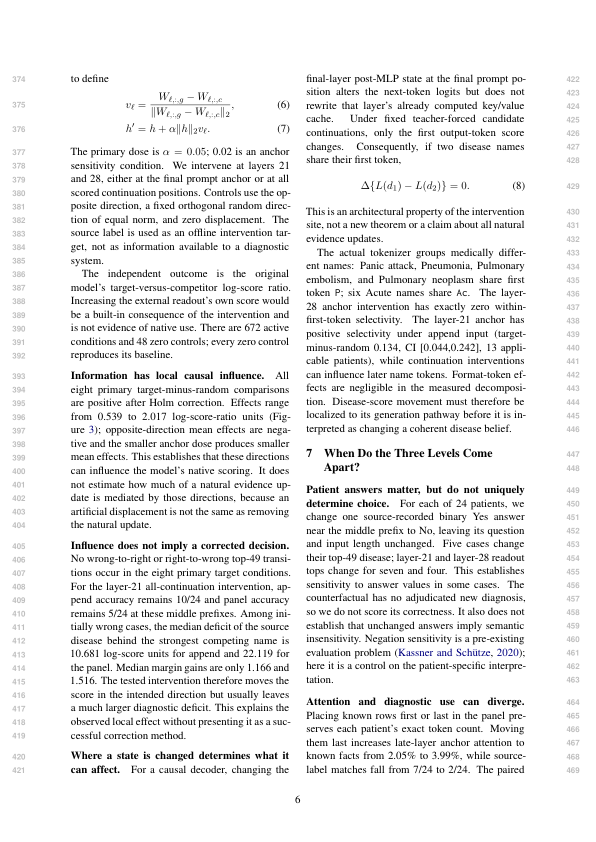 374 to define
375 v_ℓ = (W_ℓ,:,g − W_ℓ,:,c) / ‖W_ℓ,:,g − W_ℓ,:,c‖₂, (6)
376 h′ = h + α‖h‖₂v_ℓ. (7)
377 The primary dose is α = 0.05; 0.02 is an anchor
378 sensitivity condition. We intervene at layers 21
379 and 28, either at the final prompt anchor or at all
380 scored continuation positions. Controls use the op-
381 posite direction, a fixed orthogonal random direc-
382 tion of equal norm, and zero displacement. The
383 source label is used as an offline intervention tar-
384 get, not as information available to a diagnostic
385 system.
386 The independent outcome is the original
387 model's target-versus-competitor log-score ratio.
388 Increasing the external readout's own score would
389 be a built-in consequence of the intervention and
390 is not evidence of native use. There are 672 active
391 conditions and 48 zero controls; every zero control
392 reproduces its baseline.
393 Information has local causal influence. All
394 eight primary target-minus-random comparisons
395 are positive after Holm correction. Effects range
396 from 0.539 to 2.017 log-score-ratio units (Fig-
397 ure 3); opposite-direction mean effects are nega-
398 tive and the smaller anchor dose produces smaller
399 mean effects. This establishes that these directions
400 can influence the model's native scoring. It does
401 not estimate how much of a natural evidence up-
402 date is mediated by those directions, because an
403 artificial displacement is not the same as removing
404 the natural update.
405 Influence does not imply a corrected decision.
406 No wrong-to-right or right-to-wrong top-49 transi-
407 tions occur in the eight primary target conditions.
408 For the layer-21 all-continuation intervention, ap-
409 pend accuracy remains 10/24 and panel accuracy
410 remains 5/24 at these middle prefixes. Among ini-
411 tially wrong cases, the median deficit of the source
412 disease behind the strongest competing name is
413 10.681 log-score units for append and 22.119 for
414 the panel. Median margin gains are only 1.166 and
415 1.516. The tested intervention therefore moves the
416 score in the intended direction but usually leaves
417 a much larger diagnostic deficit. This explains the
418 observed local effect without presenting it as a suc-
419 cessful correction method.
420 Where a state is changed determines what it
421 can affect. For a causal decoder, changing the
final-layer post-MLP state at the final prompt po- 422
sition alters the next-token logits but does not 423
rewrite that layer's already computed key/value 424
cache. Under fixed teacher-forced candidate 425
continuations, only the first output-token score 426
changes. Consequently, if two disease names 427
share their first token, 428
Δ{L(d₁) − L(d₂)} = 0. (8) 429
This is an architectural property of the intervention 430
site, not a new theorem or a claim about all natural 431
evidence updates. 432
The actual tokenizer groups medically differ- 433
ent names: Panic attack, Pneumonia, Pulmonary 434
embolism, and Pulmonary neoplasm share first 435
token P; six Acute names share Ac. The layer- 436
28 anchor intervention has exactly zero within- 437
first-token selectivity. The layer-21 anchor has 438
positive selectivity under append input (target- 439
minus-random 0.134, CI [0.044,0.242], 13 appli- 440
cable patients), while continuation interventions 441
can influence later name tokens. Format-token ef- 442
fects are negligible in the measured decomposi- 443
tion. Disease-score movement must therefore be 444
localized to its generation pathway before it is in- 445
terpreted as changing a coherent disease belief. 446
7 When Do the Three Levels Come 447
Apart? 448
Patient answers matter, but do not uniquely 449
determine choice. For each of 24 patients, we 450
change one source-recorded binary Yes answer 451
near the middle prefix to No, leaving its question 452
and input length unchanged. Five cases change 453
their top-49 disease; layer-21 and layer-28 readout 454
tops change for seven and four. This establishes 455
sensitivity to answer values in some cases. The 456
counterfactual has no adjudicated new diagnosis, 457
so we do not score its correctness. It also does not 458
establish that unchanged answers imply semantic 459
insensitivity. Negation sensitivity is a pre-existing 460
evaluation problem (Kassner and Schütze, 2020); 461
here it is a control on the patient-specific interpre- 462
tation. 463
Attention and diagnostic use can diverge. 464
Placing known rows first or last in the panel pre- 465
serves each patient's exact token count. Moving 466
them last increases late-layer anchor attention to 467
known facts from 2.05% to 3.99%, while source- 468
label matches fall from 7/24 to 2/24. The paired 469
6